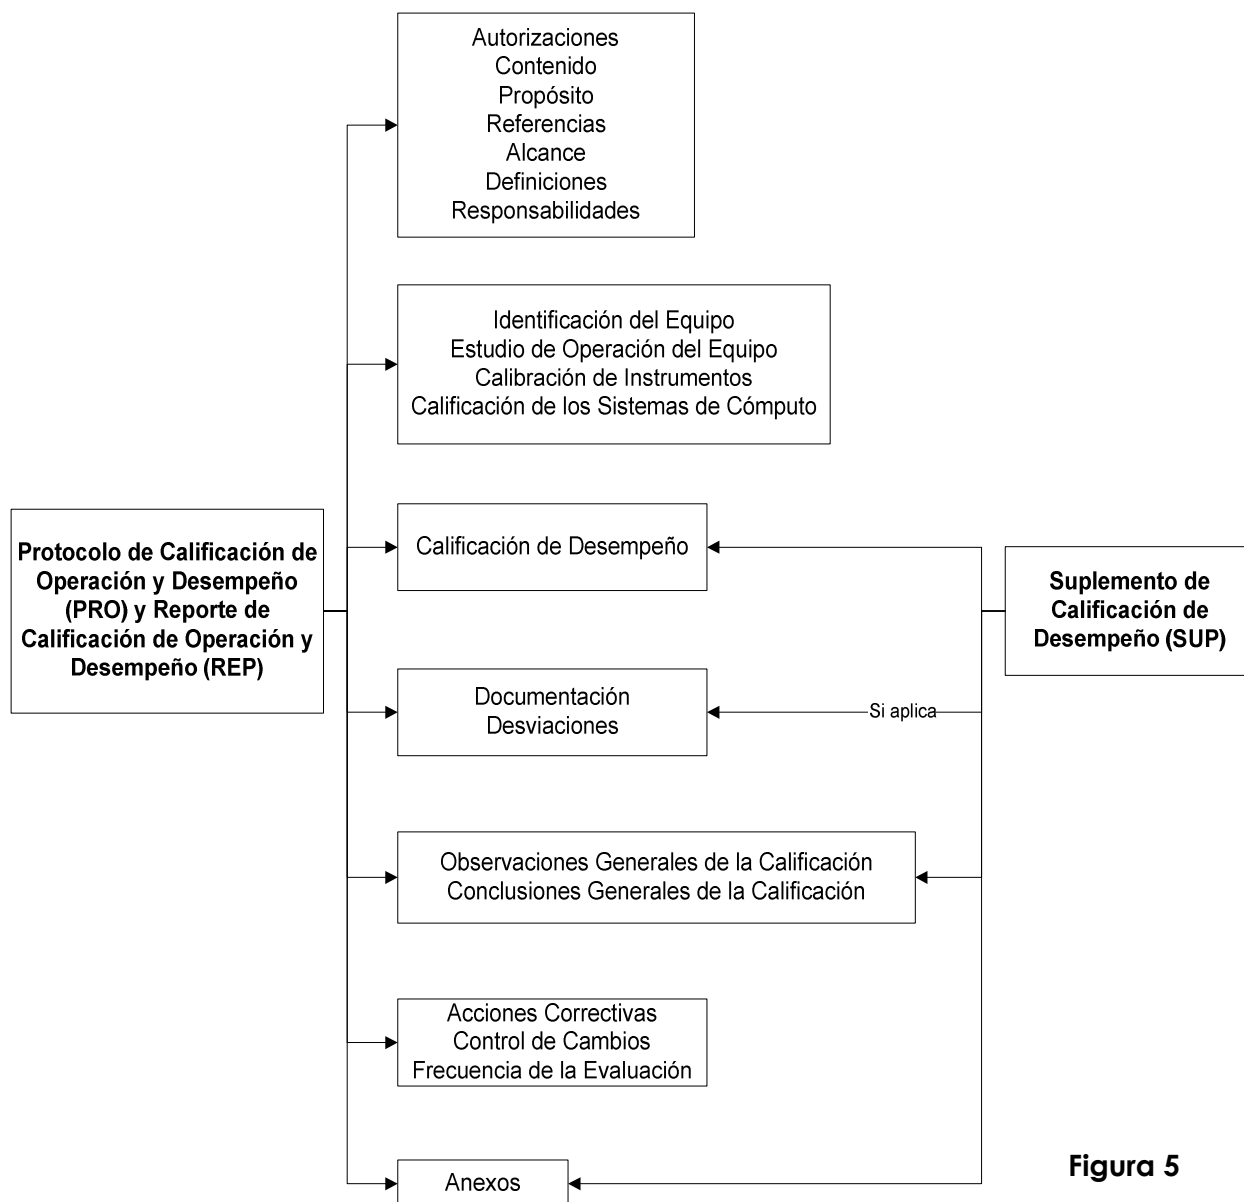 Autorizaciones
Contenido
Propósito
Referencias
Alcance
Definiciones
Responsabilidades
Identificación del Equipo
Estudio de Operación del Equipo
Calibración de Instrumentos
Calificación de los Sistemas de Cómputo
Protocolo de Calificación de
Operación y Desempeño
(PRO) y Reporte de
Calificación de Operación y
Desempeño (REP)
Calificación de Desempeño
Suplemento de
Calificación de
Desempeño (SUP)
Documentación
Desviaciones
Si aplica
Observaciones Generales de la Calificación
Conclusiones Generales de la Calificación
Acciones Correctivas
Control de Cambios
Frecuencia de la Evaluación
Anexos
Figura 5